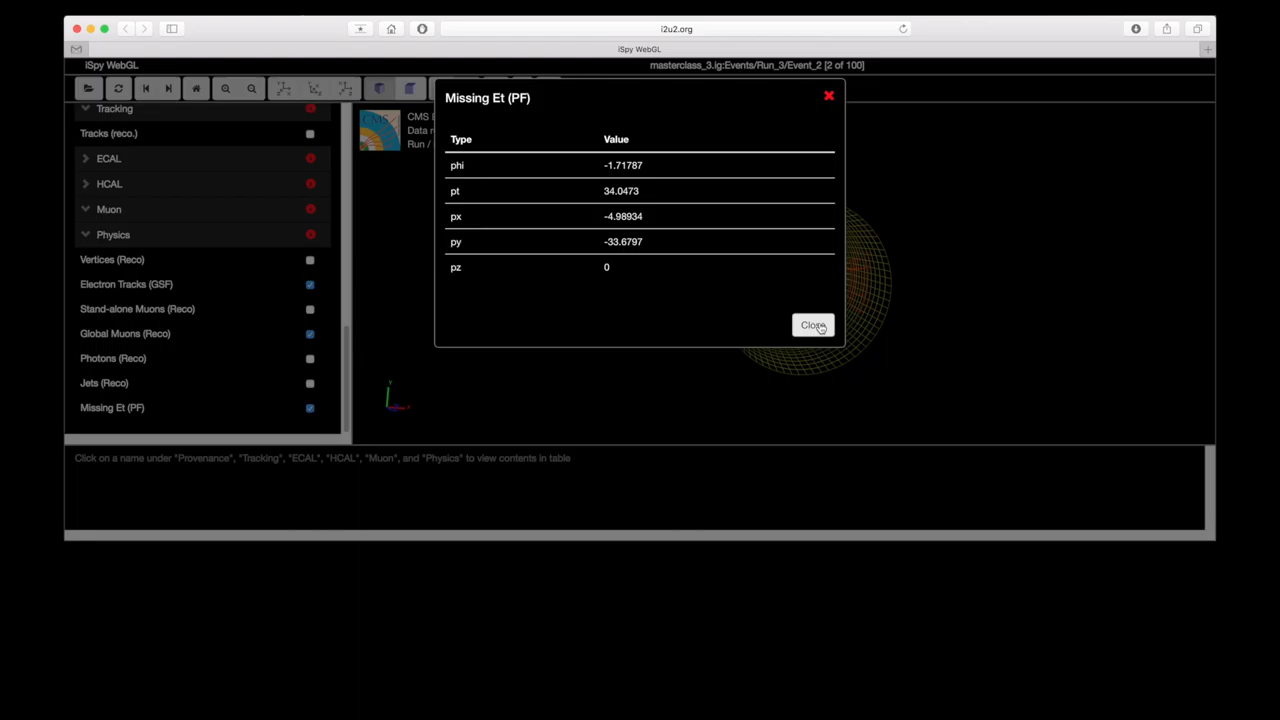 i2u2.org
iSpy WebGL
iSpy WebGL
masterclass_3.ig:Events/Run_3/Event_2 [2 of 100]
Tracking
Tracks (reco.)
ECAL
HCAL
Muon
Physics
Vertices (Reco)
Electron Tracks (GSF)
Stand-alone Muons (Reco)
Global Muons (Reco)
Photons (Reco)
Jets (Reco)
Missing Et (PF)
CMS
Data
Run /
Missing Et (PF)
Type Value
phi -1.71787
pt 34.0473
px -4.98934
py -33.6797
pz 0
Close
Click on a name under "Provenance", "Tracking", "ECAL", "HCAL", "Muon", and "Physics" to view contents in table